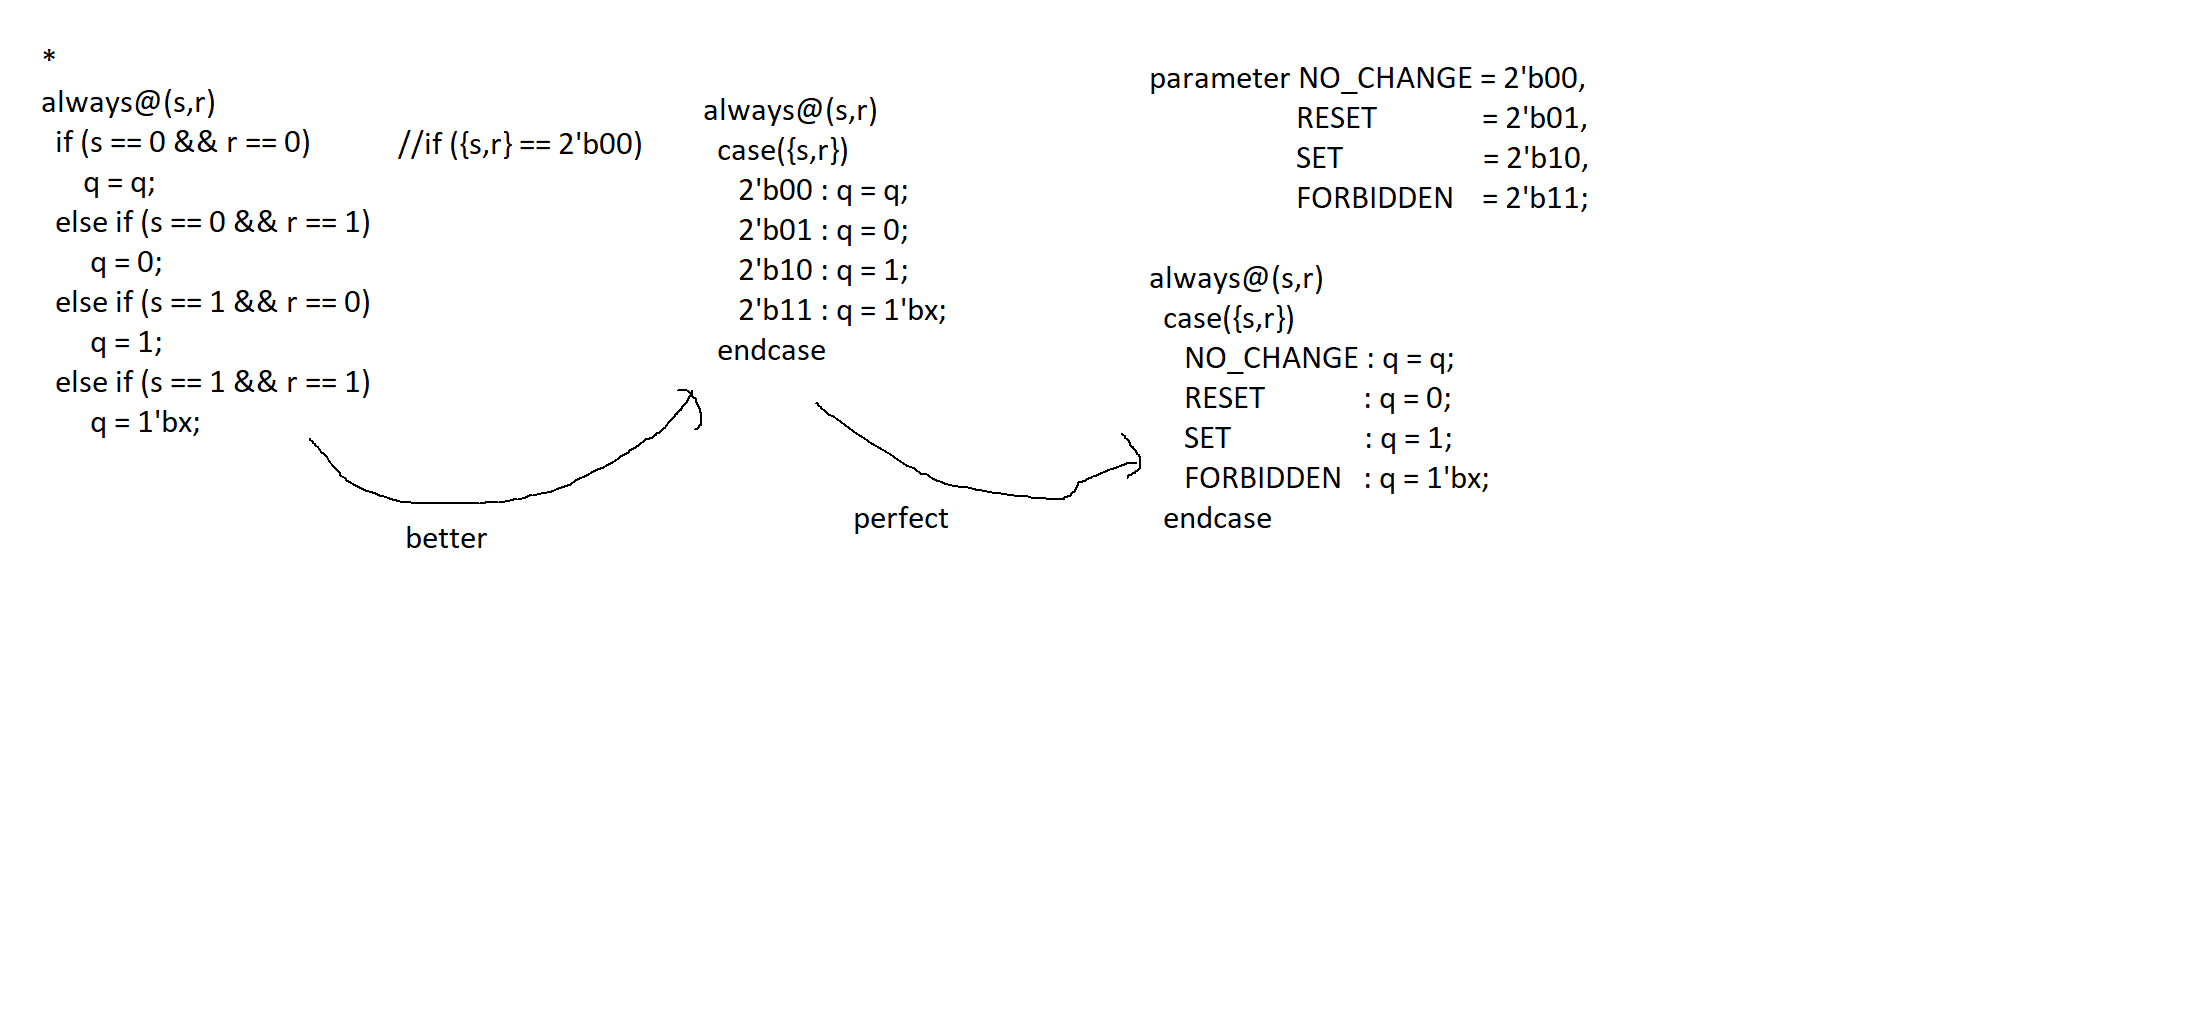 *
always@(s,r)
if (s == 0 && r == 0) //if ({s,r} == 2'b00)
q = q;
else if (s == 0 && r == 1)
q = 0;
else if (s == 1 && r == 0)
q = 1;
else if (s == 1 && r == 1)
q = 1'bx;
better
always@(s,r)
case({s,r})
2'b00 : q = q;
2'b01 : q = 0;
2'b10 : q = 1;
2'b11 : q = 1'bx;
endcase
perfect
parameter NO_CHANGE = 2'b00,
RESET = 2'b01,
SET = 2'b10,
FORBIDDEN = 2'b11;
always@(s,r)
case({s,r})
NO_CHANGE : q = q;
RESET : q = 0;
SET : q = 1;
FORBIDDEN : q = 1'bx;
endcase